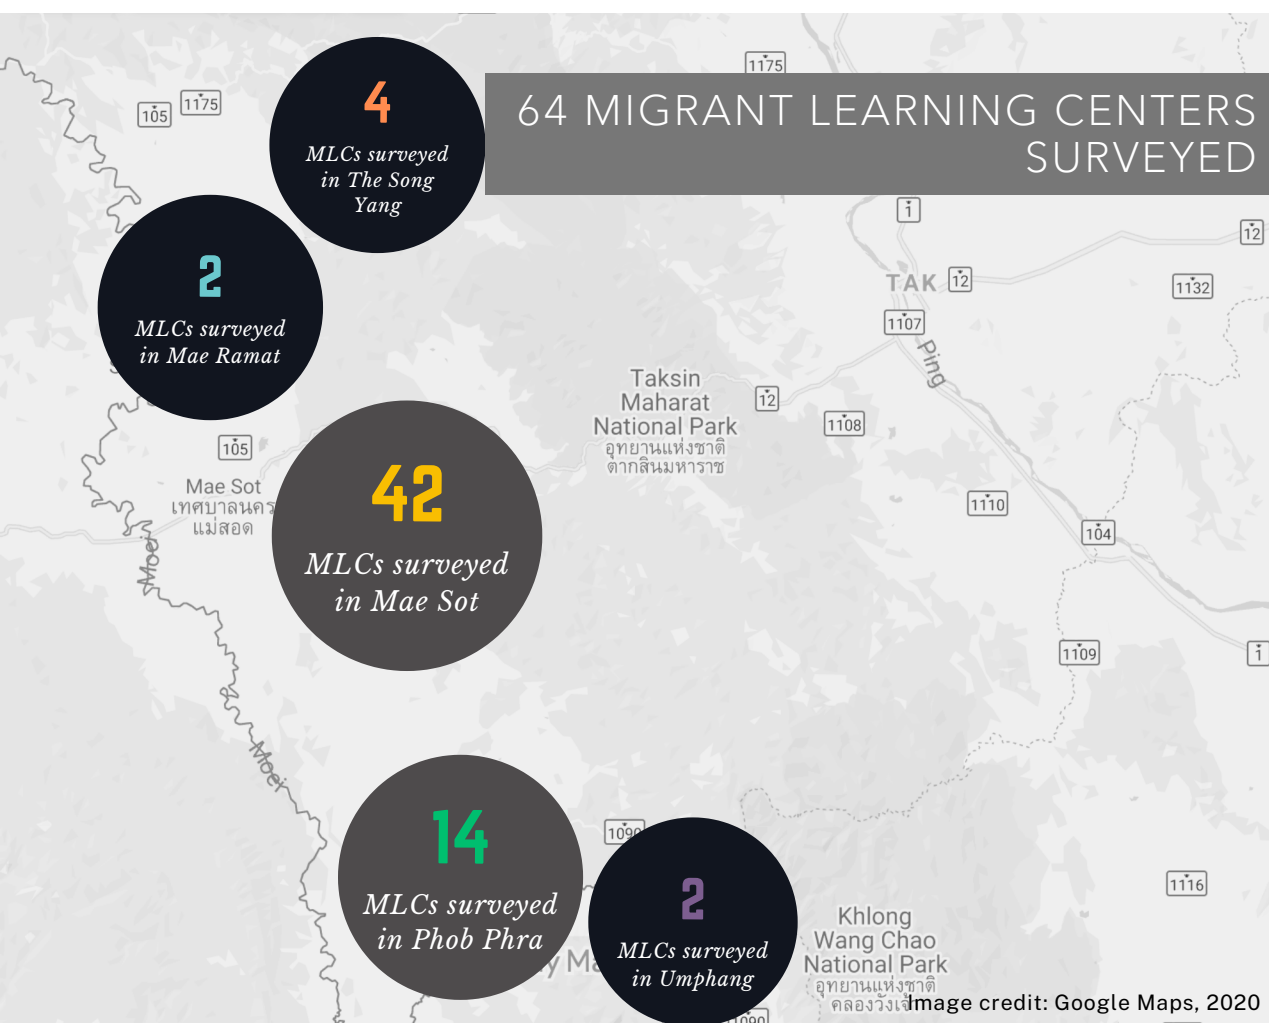 1175
64 MIGRANT LEARNING CENTERS
SURVEYED
4
MLCs surveyed
in The Song
Yang
105
1175
1
12
2
MLCs surveyed
in Mae Ramat
TAK
12
1132
1107
Ping
Taksin
Maharat
National Park
อุทยานแห่งชาติ
ตากสินมหาราช
12
1108
105
Mae Sot
เทศบาลนคร
แม่สอด
42
MLCs surveyed
in Mae Sot
1110
104
Moei
1109
1
Moei
14
MLCs surveyed
in Phob Phra
1090
2
MLCs surveyed
in Umphang
1116
Khlong
Wang Chao
National Park
อุทยานแห่งชาติ
Image credit: Google Maps, 2020
1090